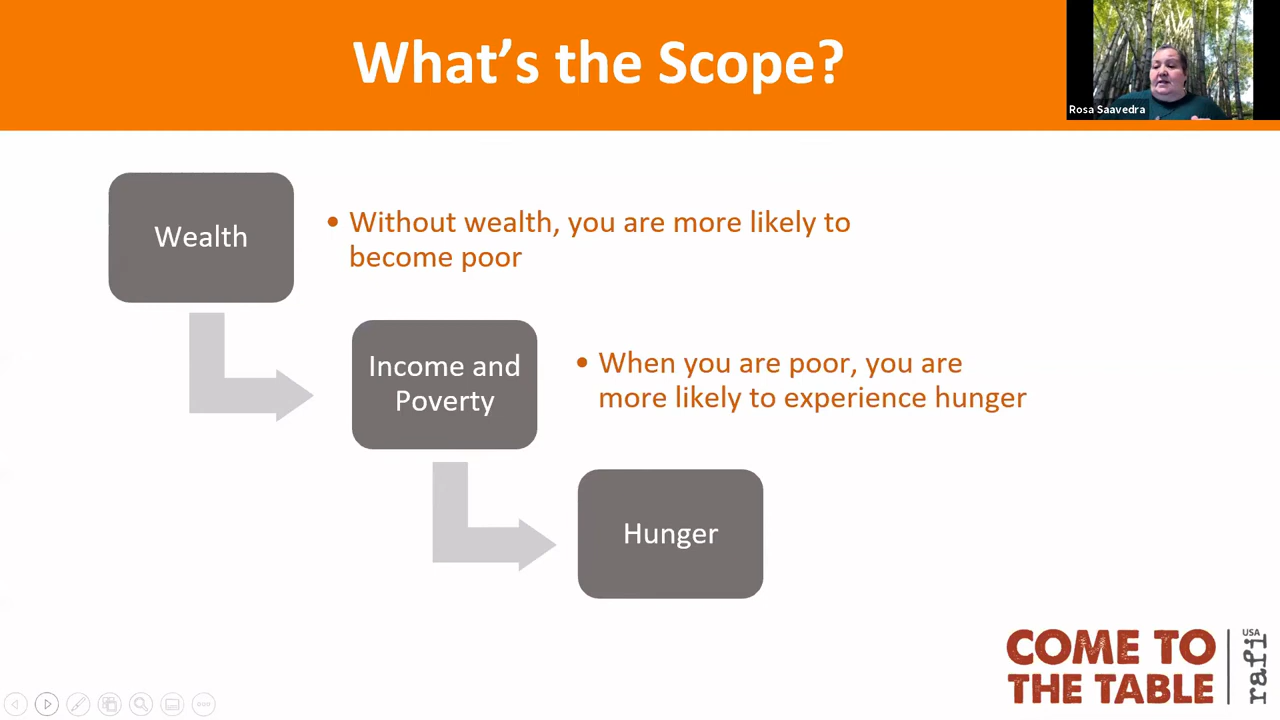 What's the Scope?
Rosa Saavedra
Wealth
• Without wealth, you are more likely to
become poor
Income and
Poverty
• When you are poor, you are
more likely to experience hunger
Hunger
COME TO
THE TABLE
rafi
USA